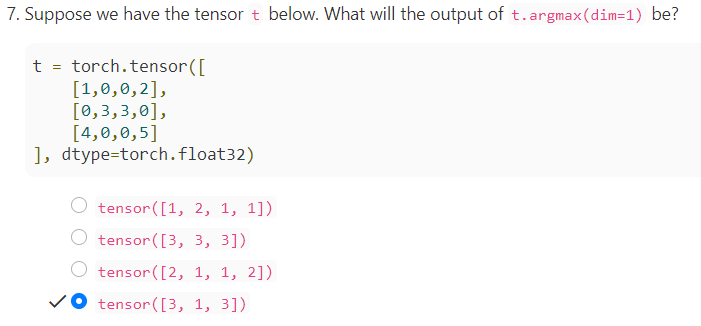 7. Suppose we have the tensor t below. What will the output of t.argmax(dim=1) be?
t = torch.tensor([
    [1,0,0,2],
    [0,3,3,0],
    [4,0,0,5]
], dtype=torch.float32)
tensor([1, 2, 1, 1])
tensor([3, 3, 3])
tensor([2, 1, 1, 2])
tensor([3, 1, 3])